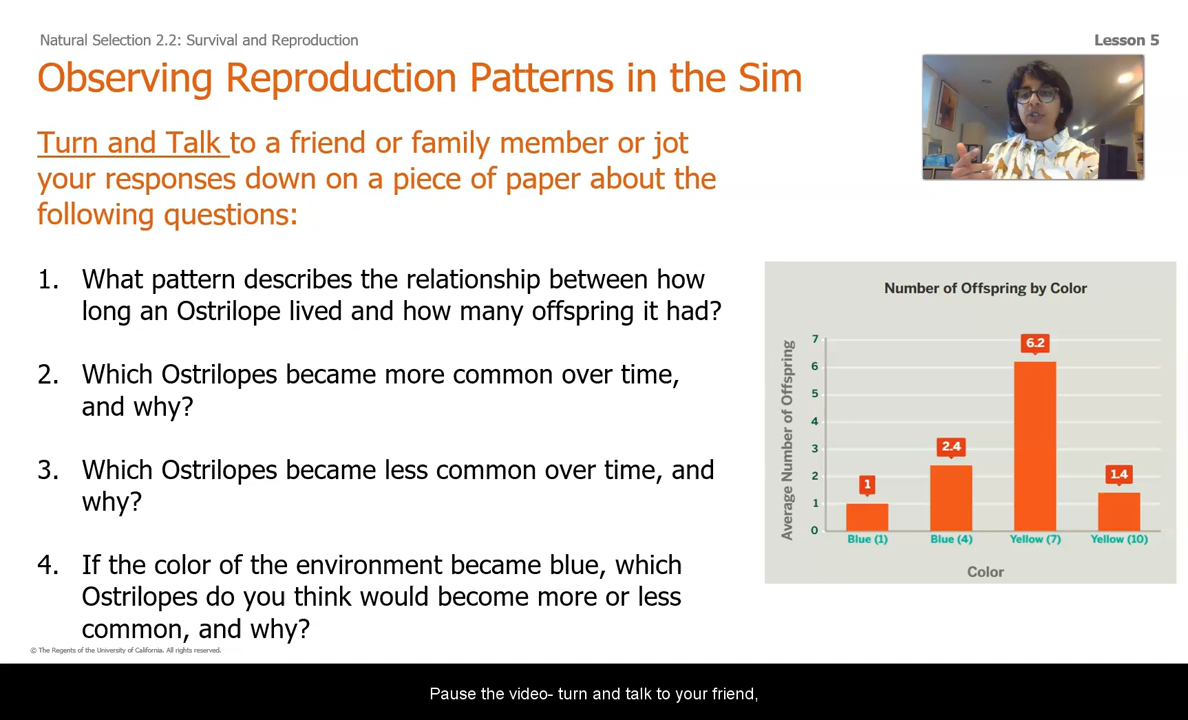 Natural Selection 2.2: Survival and Reproduction
Lesson 5
Observing Reproduction Patterns in the Sim
Turn and Talk to a friend or family member or jot
your responses down on a piece of paper about the
following questions:
1. What pattern describes the relationship between how
long an Ostrilope lived and how many offspring it had?
2. Which Ostrilopes became more common over time,
and why?
3. Which Ostrilopes became less common over time, and
why?
4. If the color of the environment became blue, which
Ostrilopes do you think would become more or less
common, and why?
Number of Offspring by Color
Average Number of Offspring
7
6
5
4
3
2
1
0
1
2.4
6.2
1.4
Blue (1)
Blue (4)
Yellow (7)
Yellow (10)
Color
© The Regents of the University of California. All rights reserved.
Pause the video- turn and talk to your friend,